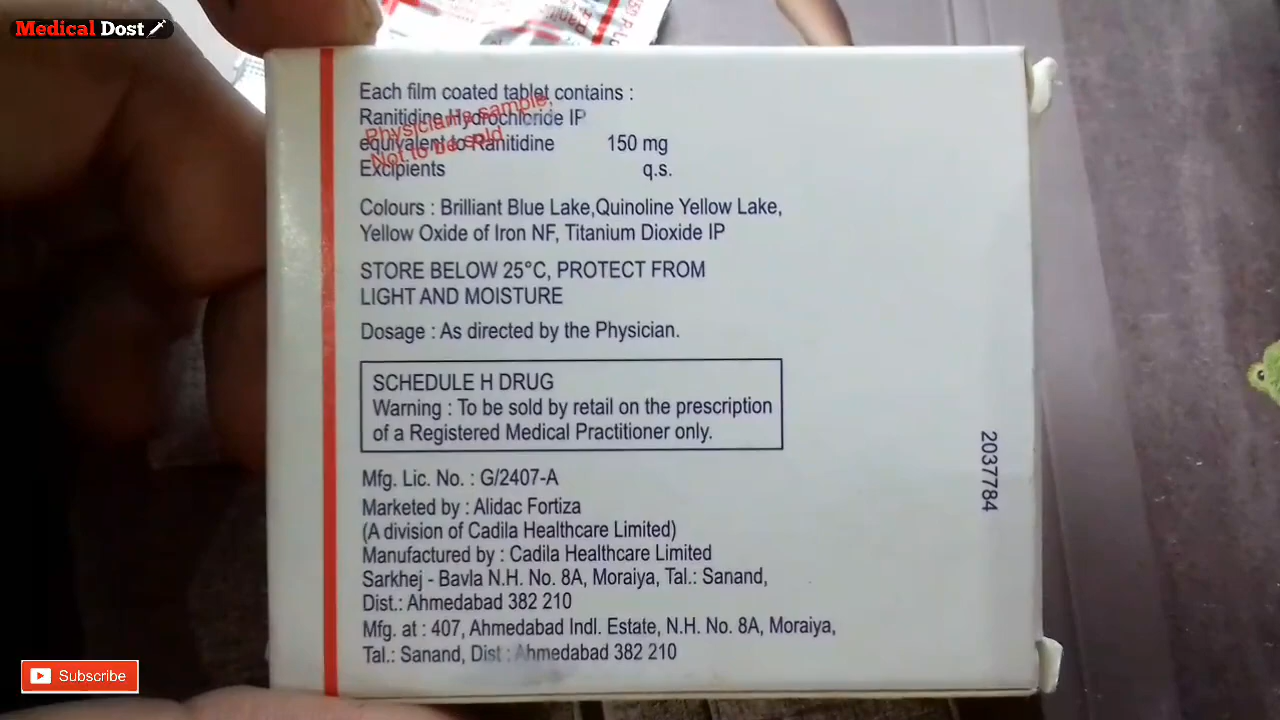 Medical Dost
Each film coated tablet contains :
Ranitidine Hydrochloride IP
equivalent to Ranitidine 150 mg
Excipients q.s.
Physician's sample,
Not to be sold
Colours : Brilliant Blue Lake,Quinoline Yellow Lake,
Yellow Oxide of Iron NF, Titanium Dioxide IP
STORE BELOW 25°C, PROTECT FROM
LIGHT AND MOISTURE
Dosage : As directed by the Physician.
SCHEDULE H DRUG
Warning : To be sold by retail on the prescription
of a Registered Medical Practitioner only.
Mfg. Lic. No. : G/2407-A
Marketed by : Alidac Fortiza
(A division of Cadila Healthcare Limited)
Manufactured by : Cadila Healthcare Limited
Sarkhej - Bavla N.H. No. 8A, Moraiya, Tal.: Sanand,
Dist.: Ahmedabad 382 210
Mfg. at : 407, Ahmedabad Indl. Estate, N.H. No. 8A, Moraiya,
Tal.: Sanand, Dist : Ahmedabad 382 210
2037784
Subscribe